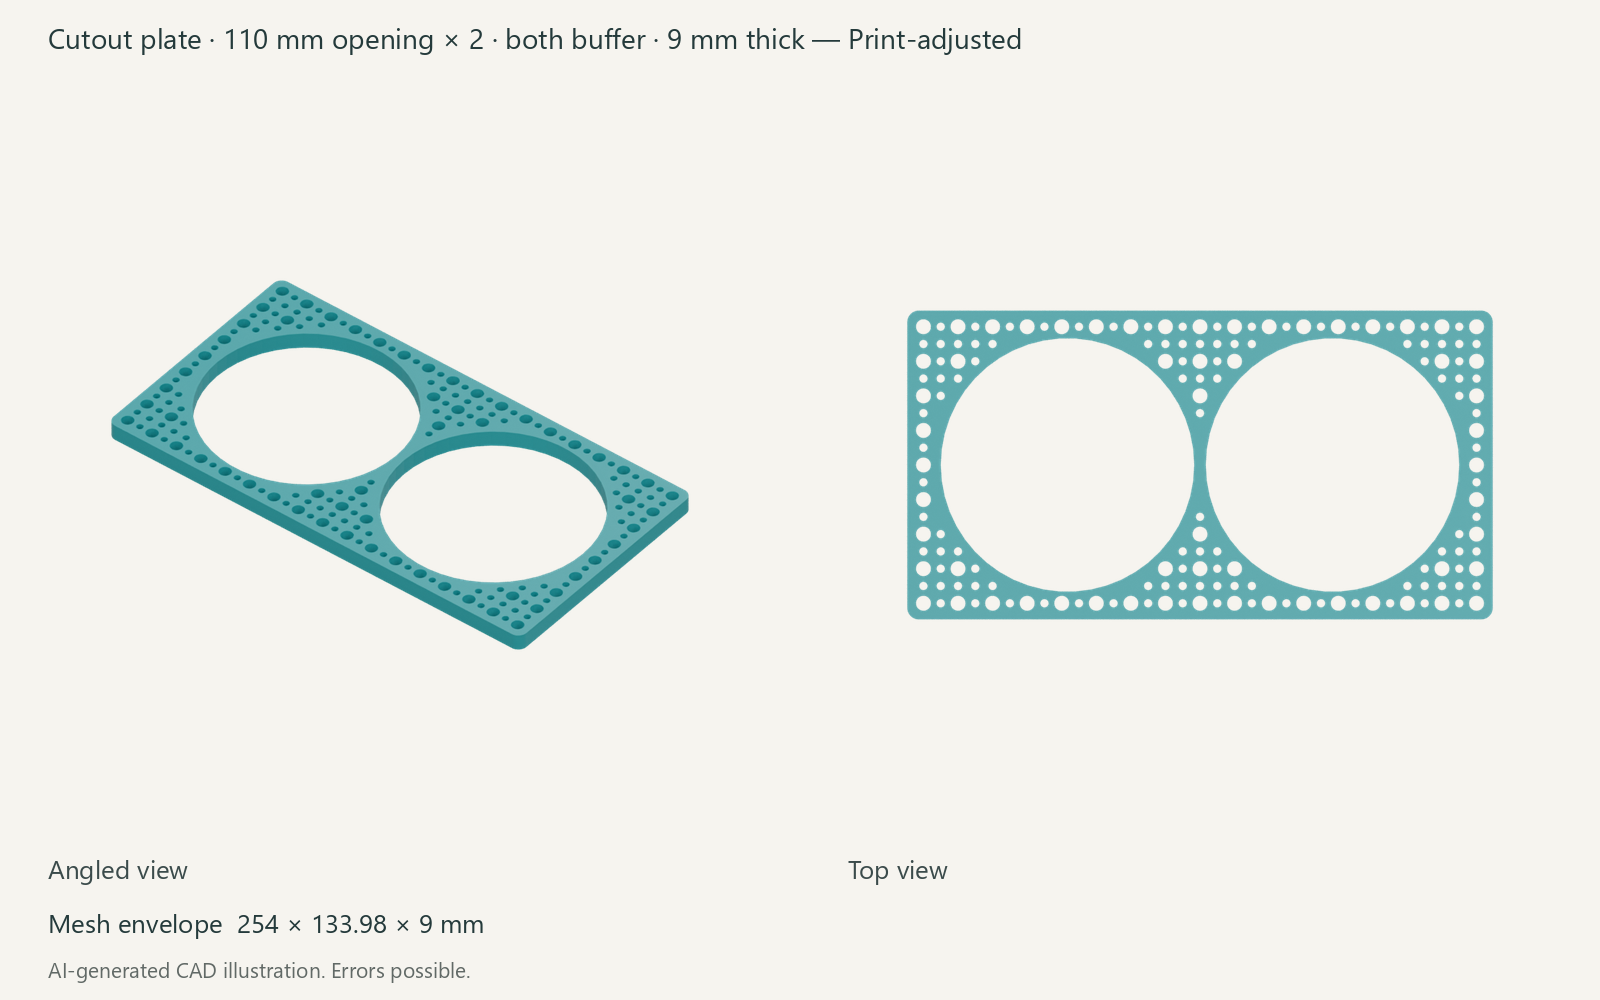 Cutout plate · 110 mm opening × 2 · both buffer · 9 mm thick — Print-adjusted
Angled view
Top view
Mesh envelope  254 × 133.98 × 9 mm
AI-generated CAD illustration. Errors possible.